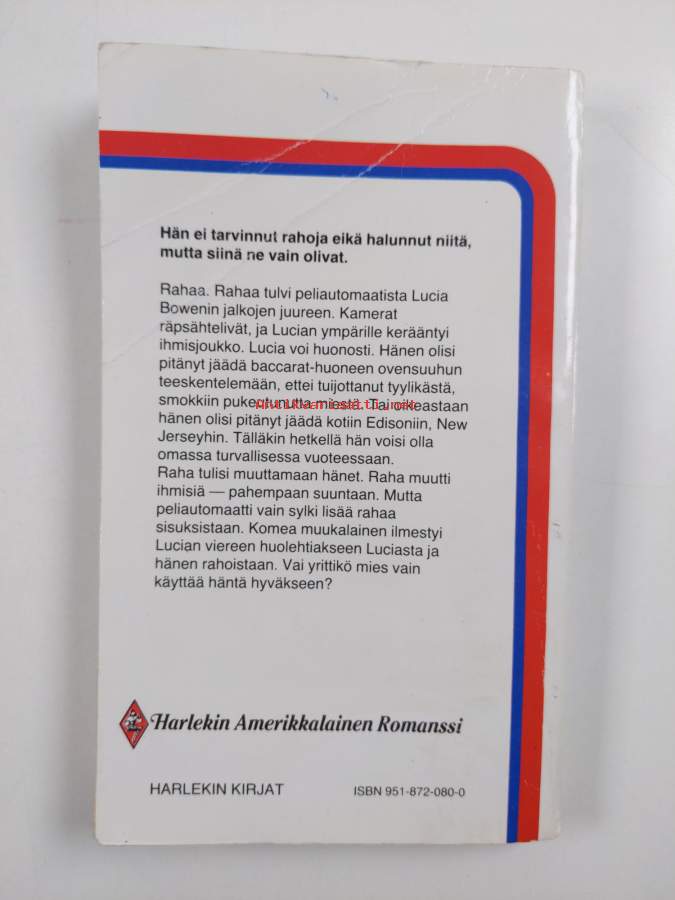 Hän ei tarvinnut rahoja eikä halunnut niitä,
mutta siinä ne vain olivat.
Rahaa. Rahaa tulvi peliautomaatista Lucia
Bowenin jalkojen juureen. Kamerat
räpsähtelivät, ja Lucian ympärille kerääntyi
ihmisjoukko. Lucia voi huonosti. Hänen olisi
pitänyt jäädä baccarat-huoneen ovensuuhun
teeskentelemään, ettei tuijottanut tyylikästä,
smokkiin pukeutunutta miestä. Tai oikeastaan
hänen olisi pitänyt jäädä kotiin Edisoniin, New
Jerseyhin. Tälläkin hetkellä hän voisi olla
omassa turvallisessa vuoteessaan.
Raha tulisi muuttamaan hänet. Raha muutti
ihmisiä — pahempaan suuntaan. Mutta
peliautomaatti vain sylki lisää rahaa
sisuksistaan. Komea muukalainen ilmestyi
Lucian viereen huolehtiakseen Luciasta ja
hänen rahoistaan. Vai yrittikö mies vain
käyttää häntä hyväkseen?
Harlekin Amerikkalainen Romanssi
HARLEKIN KIRJAT ISBN 951-872-080-0